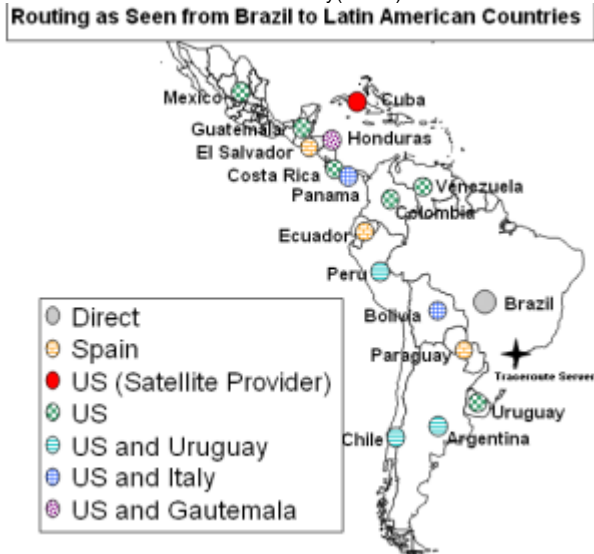 Routing as Seen from Brazil to Latin American Countries
Mexico
Cuba
Guatemala
Honduras
El Salvador
Costa Rica
Panama
Venezuela
Colombia
Ecuador
Peru
Brazil
Bolivia
Paraguay
Traceroute Server
Uruguay
Chile
Argentina
Direct
Spain
US (Satellite Provider)
US
US and Uruguay
US and Italy
US and Gautemala